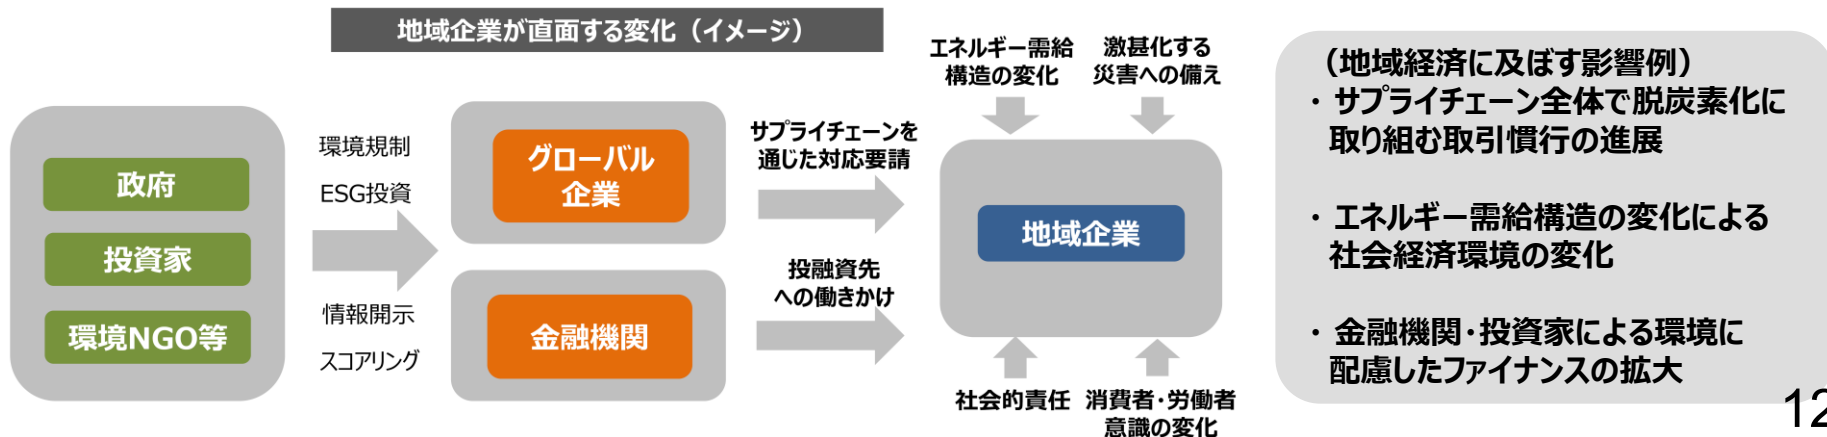 地域企業が直面する変化（イメージ）
政府
投資家
環境NGO等
環境規制
ESG投資
情報開示
スコアリング
グローバル
企業
金融機関
サプライチェーンを
通じた対応要請
投融資先
への働きかけ
エネルギー需給
構造の変化
激甚化する
災害への備え
地域企業
社会的責任
消費者・労働者
意識の変化
（地域経済に及ぼす影響例）
・ サプライチェーン全体で脱炭素化に
取り組む取引慣行の進展
・ エネルギー需給構造の変化による
社会経済環境の変化
・ 金融機関・投資家による環境に
配慮したファイナンスの拡大
12